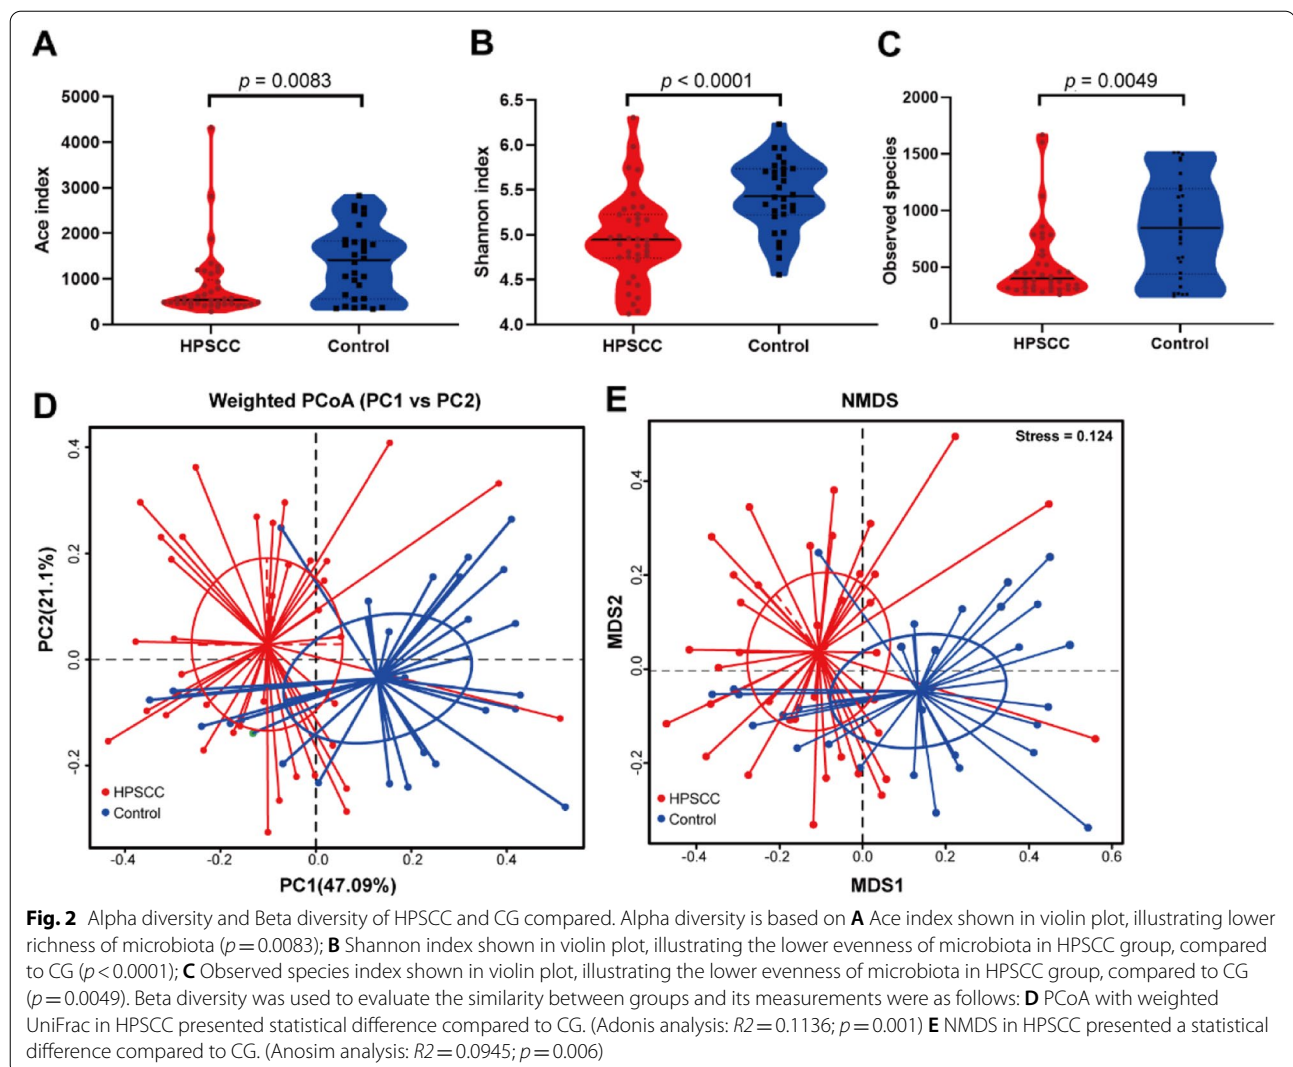 A
B
C
p = 0.0083
p < 0.0001
p = 0.0049
Ace index
5000
4000
3000
2000
1000
0
HPSCC
Control
Shannon index
6.5
6.0
5.5
5.0
4.5
4.0
HPSCC
Control
Observed species
2000
1500
1000
500
0
HPSCC
Control
D
Weighted PCoA (PC1 vs PC2)
PC2(21.1%)
0.4
0.2
0.0
-0.2
HPSCC
Control
-0.4
-0.2
0.0
0.2
0.4
PC1(47.09%)
E
NMDS
Stress = 0.124
MDS2
0.4
0.2
0.0
-0.2
HPSCC
Control
-0.4
-0.2
0.0
0.2
0.4
0.6
MDS1
Fig. 2 Alpha diversity and Beta diversity of HPSCC and CG compared. Alpha diversity is based on A Ace index shown in violin plot, illustrating lower
richness of microbiota (p = 0.0083); B Shannon index shown in violin plot, illustrating the lower evenness of microbiota in HPSCC group, compared
to CG (p < 0.0001); C Observed species index shown in violin plot, illustrating the lower evenness of microbiota in HPSCC group, compared to CG
(p = 0.0049). Beta diversity was used to evaluate the similarity between groups and its measurements were as follows: D PCoA with weighted
UniFrac in HPSCC presented statistical difference compared to CG. (Adonis analysis: R2 = 0.1136; p = 0.001) E NMDS in HPSCC presented a statistical
difference compared to CG. (Anosim analysis: R2 = 0.0945; p = 0.006)